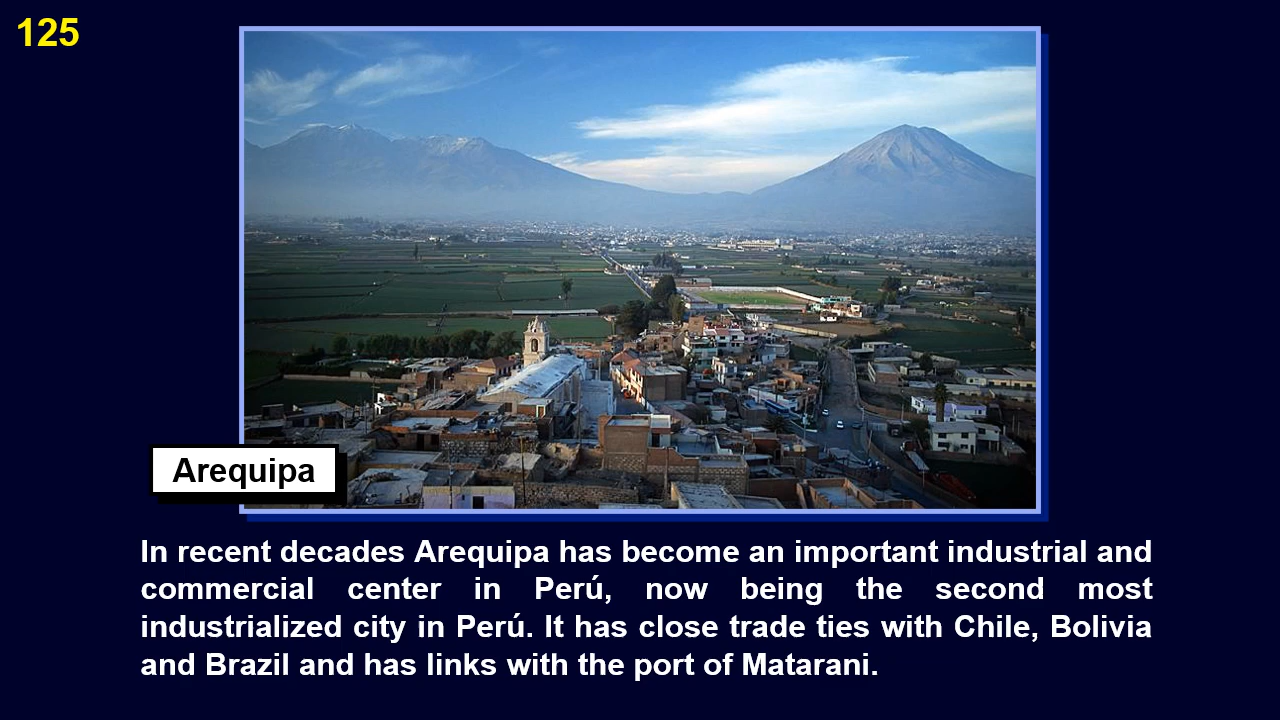 125
Arequipa
In recent decades Arequipa has become an important industrial and
commercial center in Perú, now being the second most
industrialized city in Perú. It has close trade ties with Chile, Bolivia
and Brazil and has links with the port of Matarani.